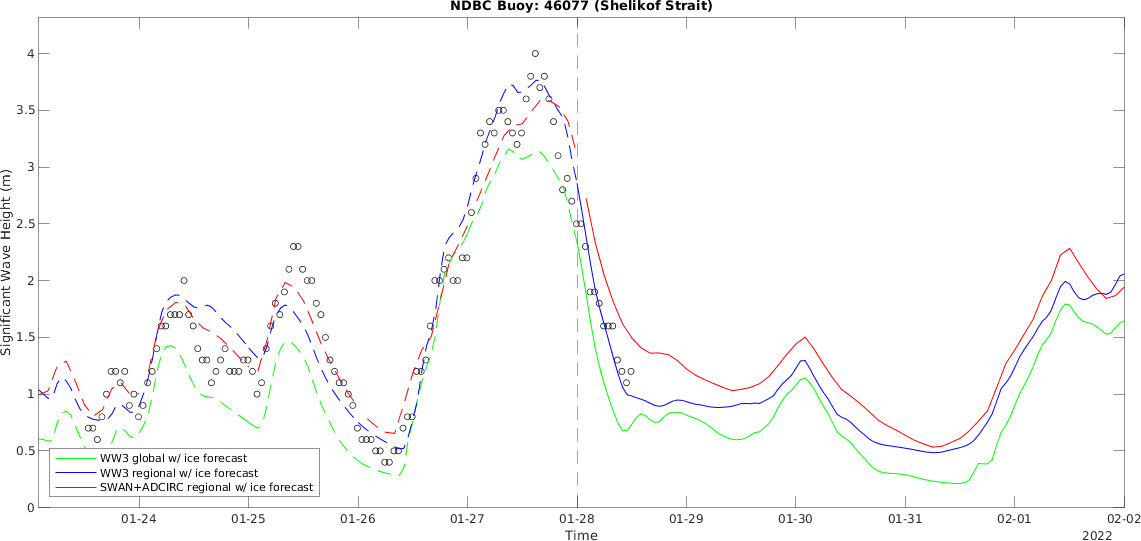 NDBC Buoy: 46077 (Shelikof Strait)
Significant Wave Height (m)
4
3.5
3
2.5
2
1.5
1
0.5
0
WW3 global w/ ice forecast
WW3 regional w/ ice forecast
SWAN+ADCIRC regional w/ ice forecast
01-24 01-25 01-26 01-27 01-28 01-29 01-30 01-31 02-01 02-02
Time
2022